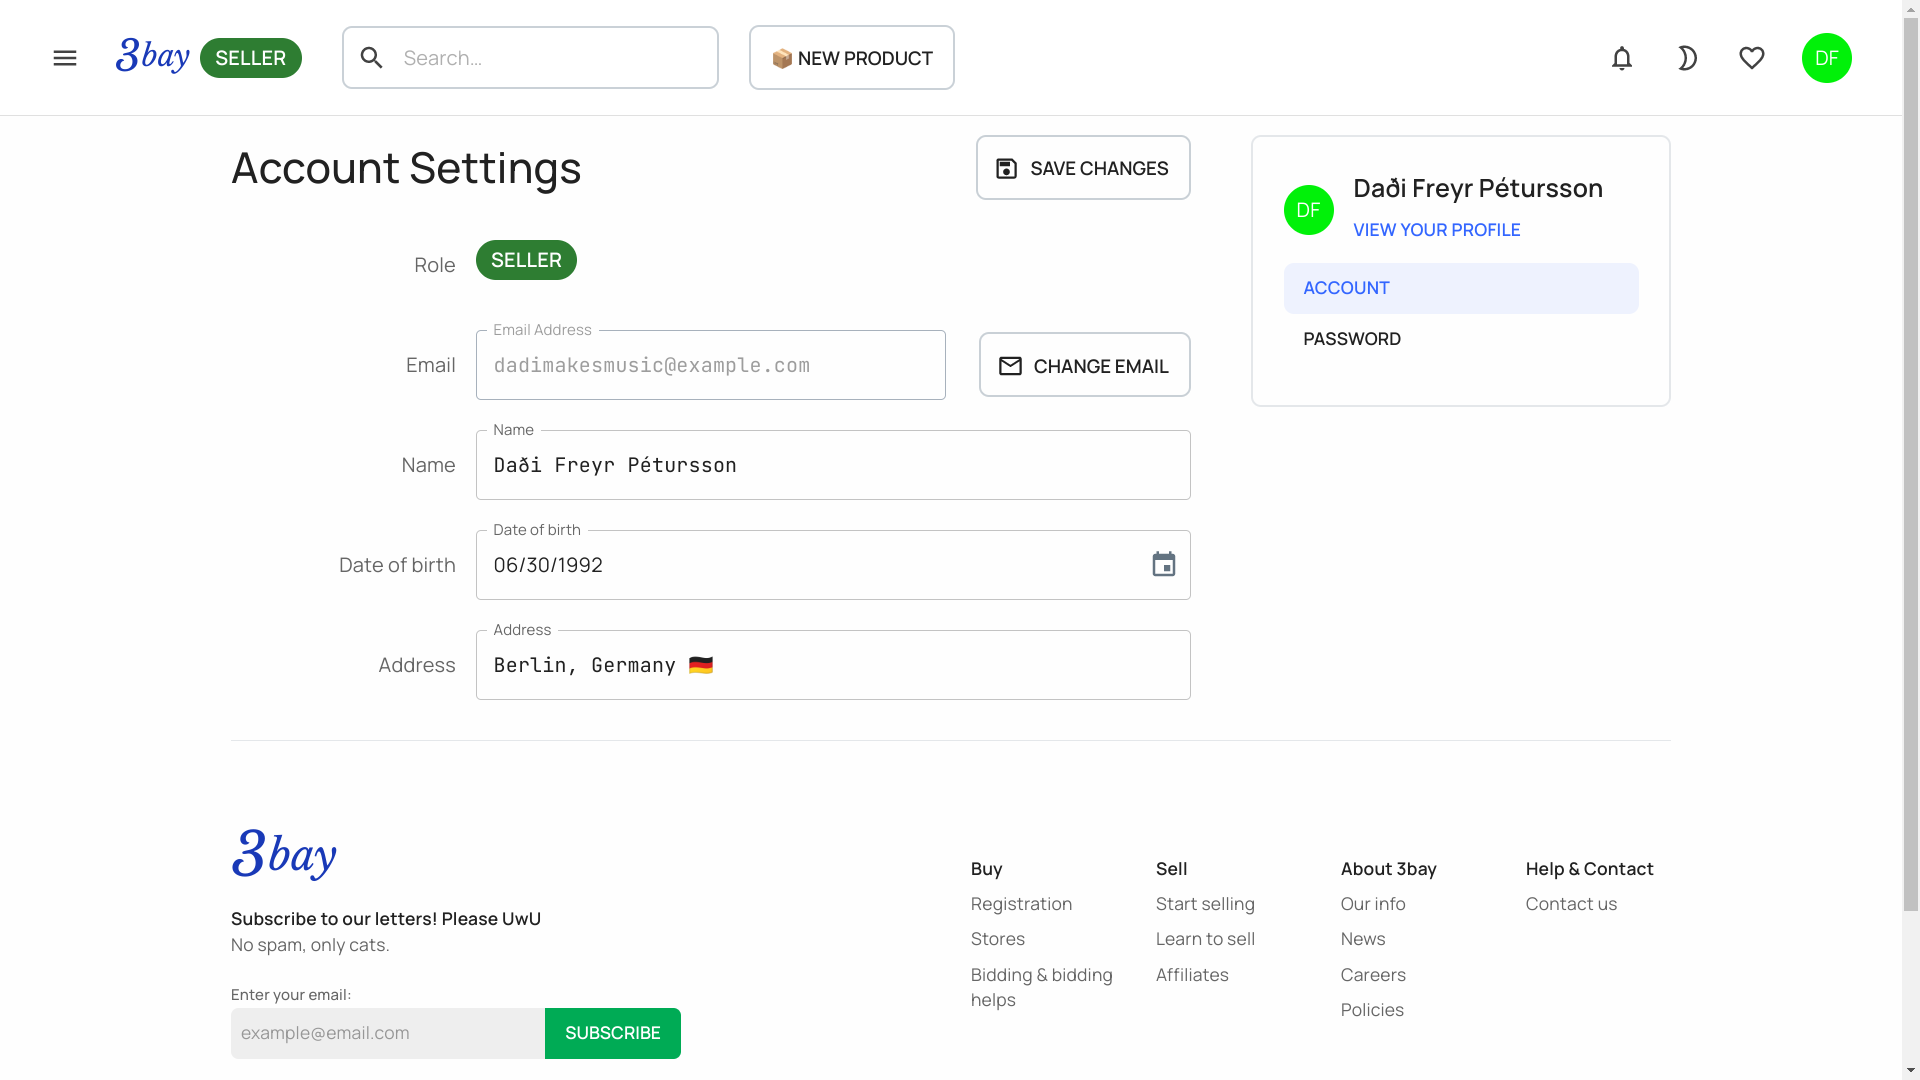 3bay SELLER Search... 📦 NEW PRODUCT DF
Account Settings
SAVE CHANGES
Role SELLER
Email Address
Email dadimakesmusic@example.com CHANGE EMAIL
Name
Name Daði Freyr Pétursson
Date of birth
Date of birth 06/30/1992
Address
Address Berlin, Germany 🇩🇪
DF Daði Freyr Pétursson
VIEW YOUR PROFILE
ACCOUNT
PASSWORD
3bay
Subscribe to our letters! Please UwU
No spam, only cats.
Enter your email:
example@email.com SUBSCRIBE
Buy
Registration
Stores
Bidding & bidding
helps
Sell
Start selling
Learn to sell
Affiliates
About 3bay
Our info
News
Careers
Policies
Help & Contact
Contact us